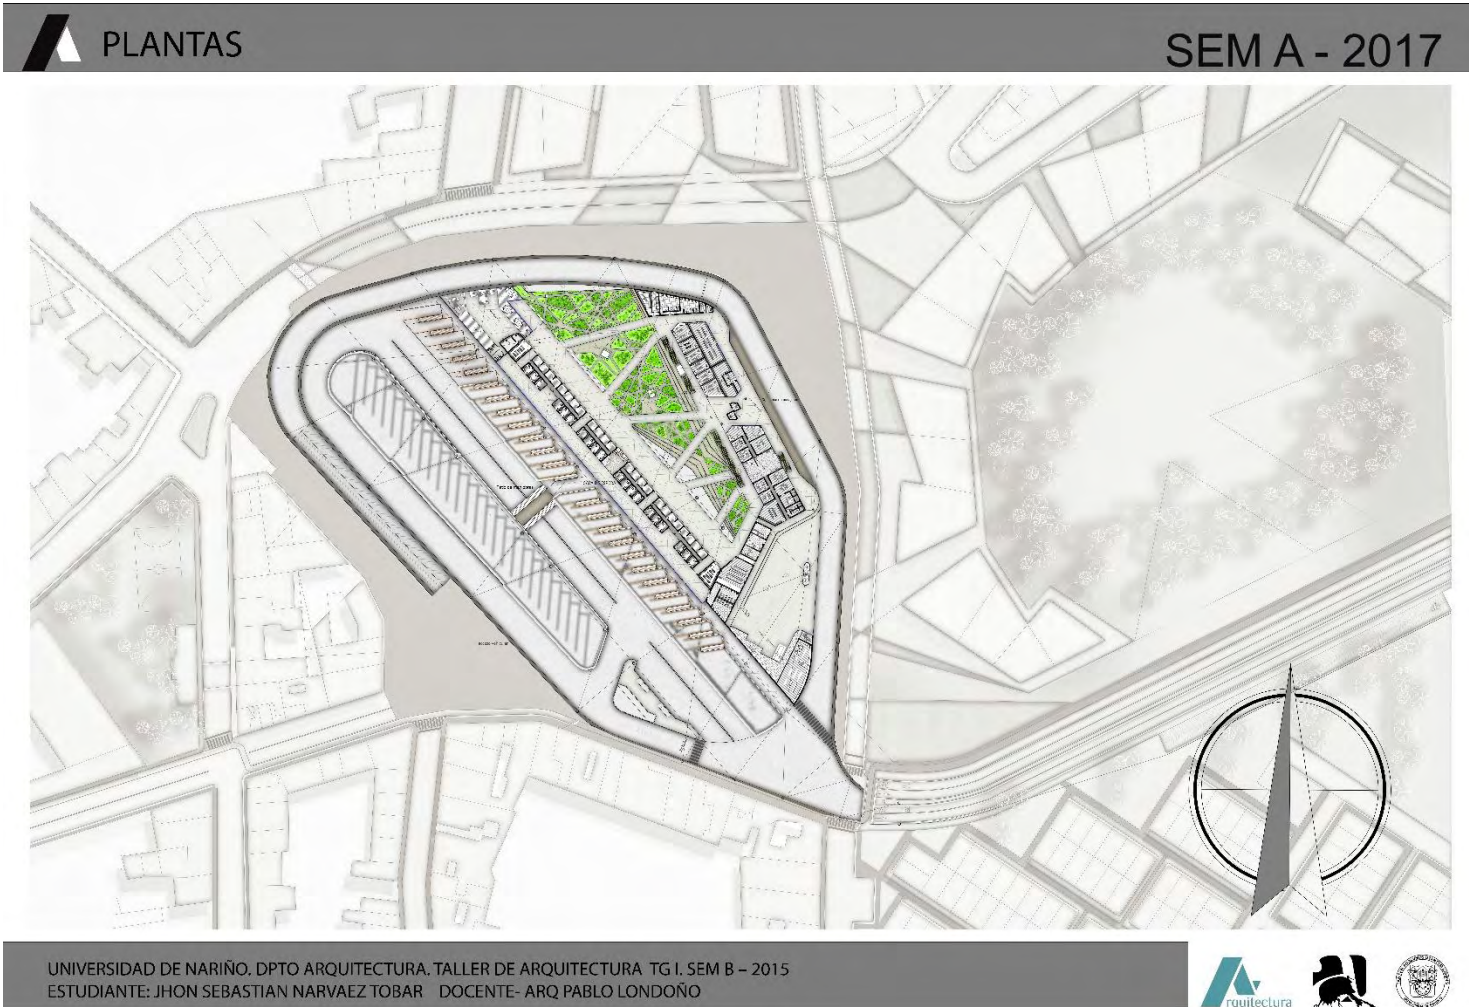 PLANTAS
SEM A - 2017
UNIVERSIDAD DE NARIÑO. DPTO ARQUITECTURA. TALLER DE ARQUITECTURA TG I. SEM B – 2015
ESTUDIANTE: JHON SEBASTIAN NARVAEZ TOBAR DOCENTE- ARQ PABLO LONDOÑO
Arquitectura